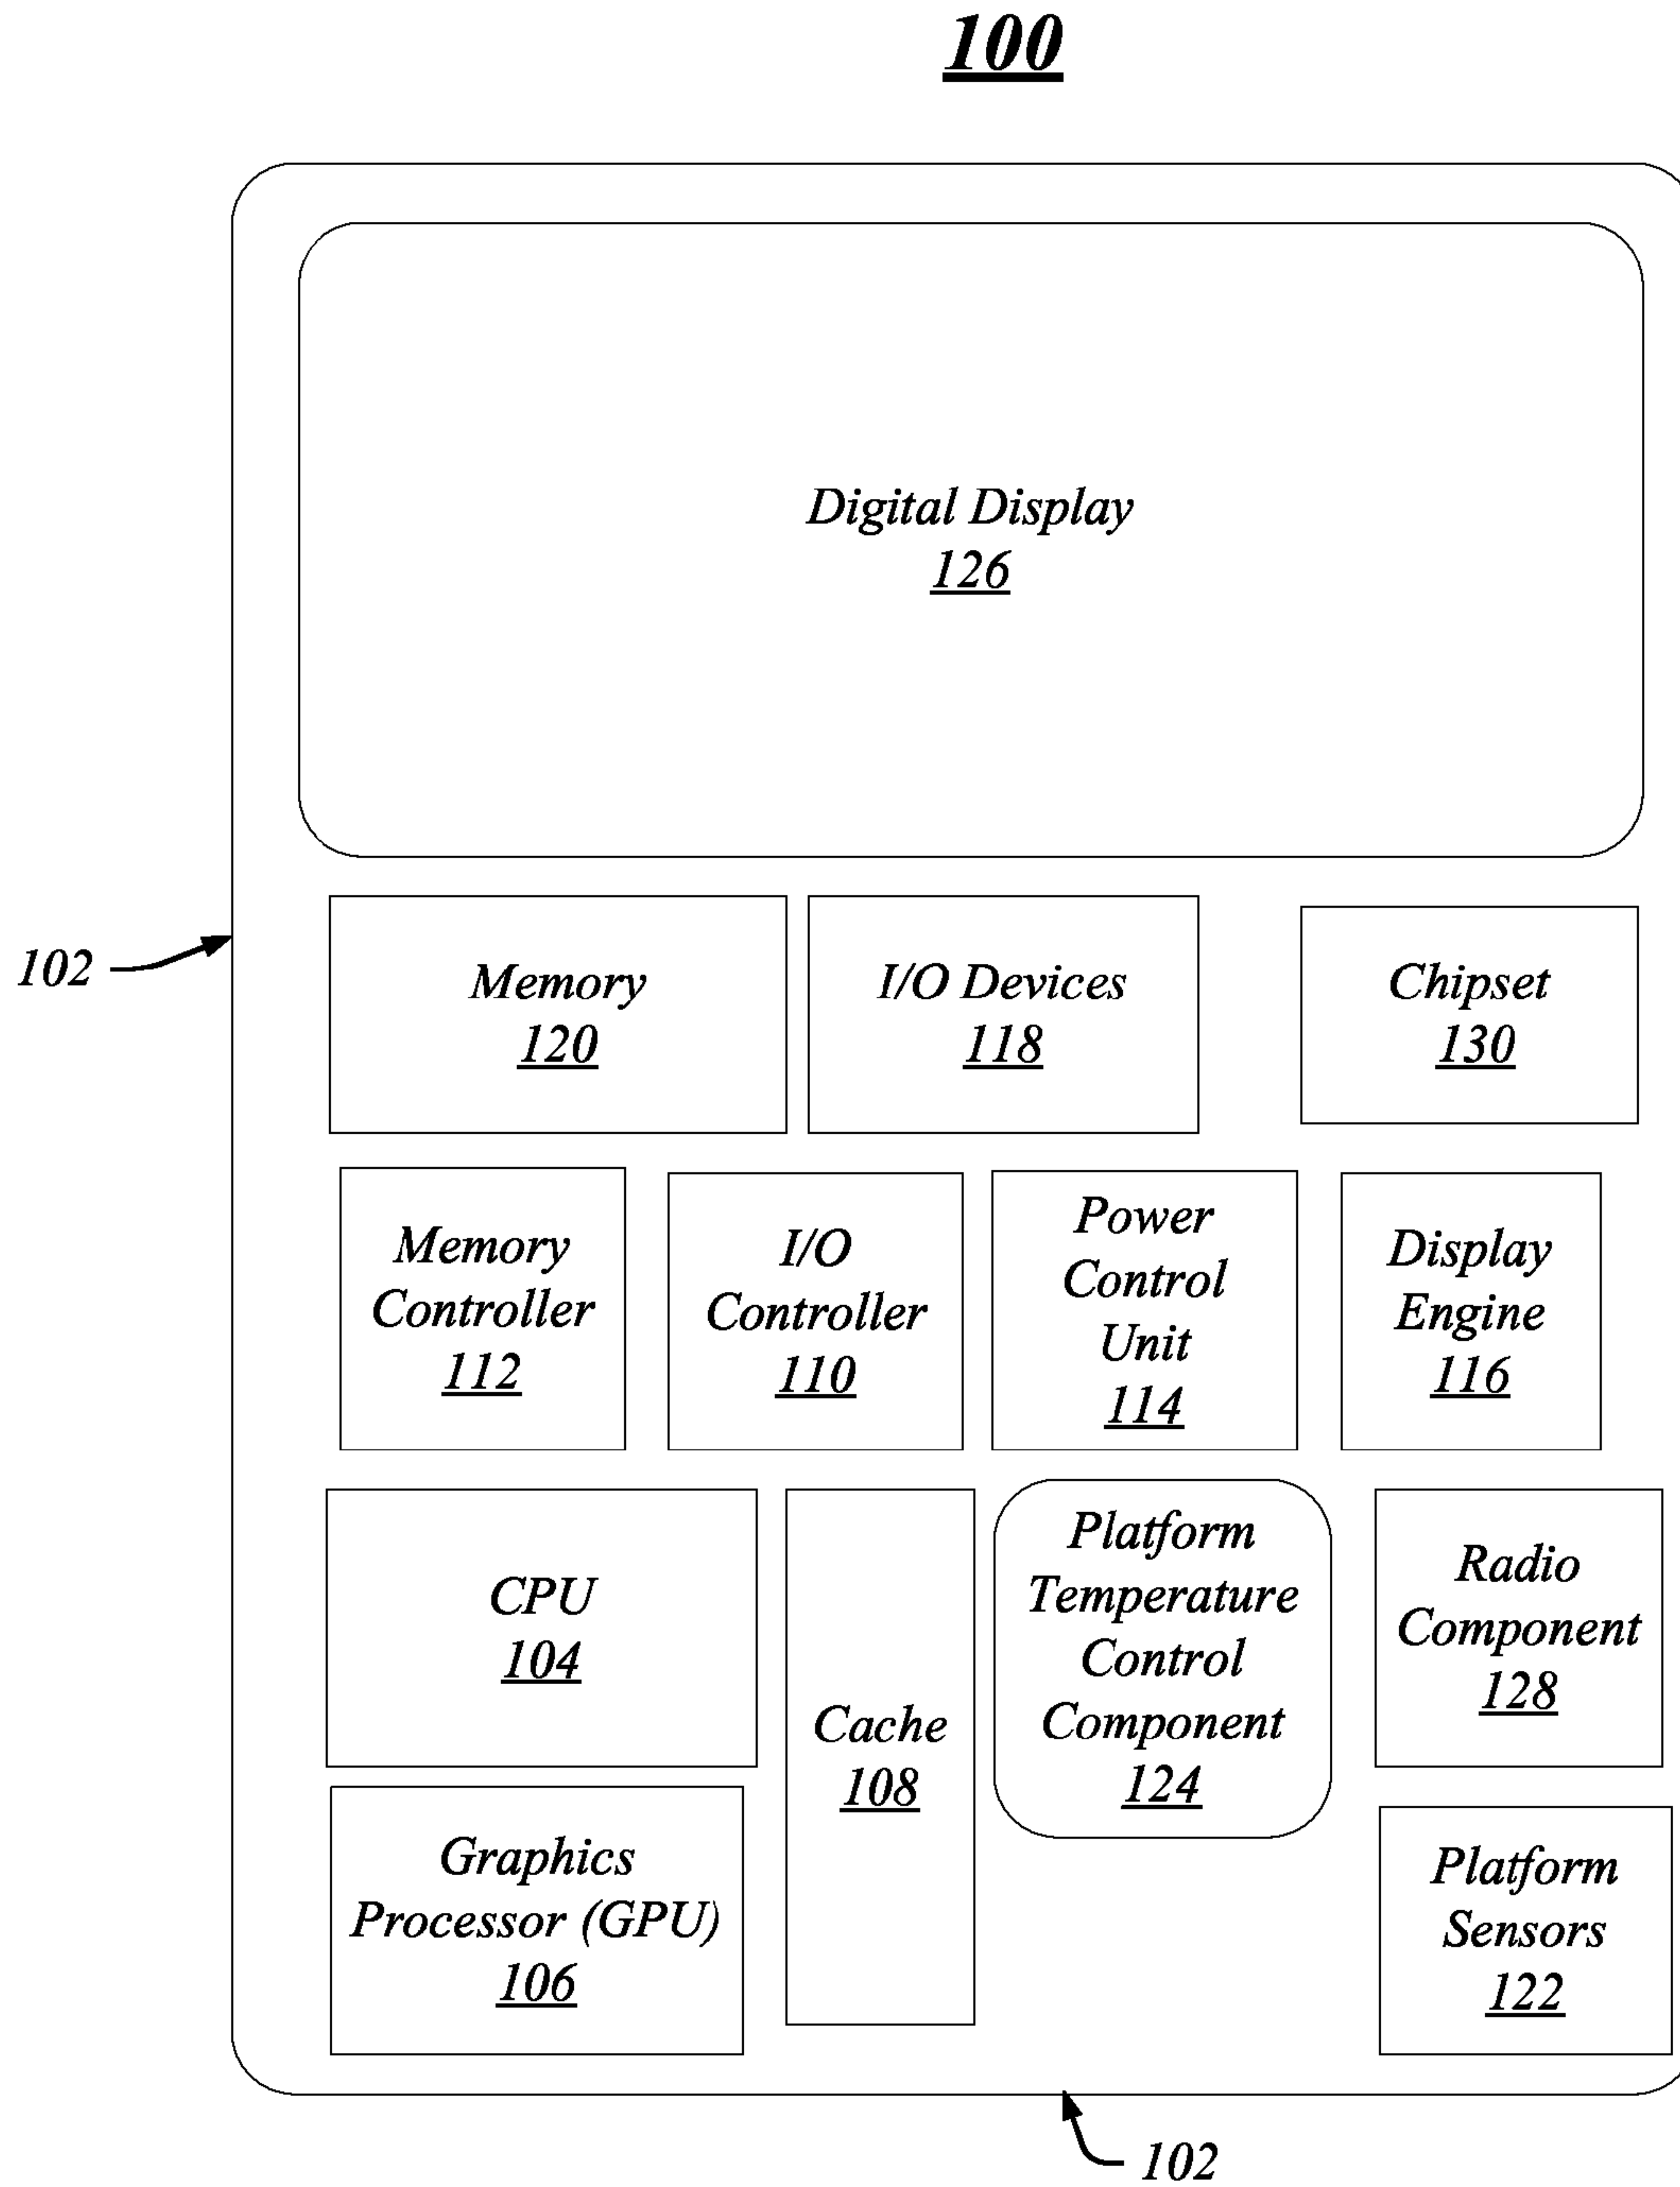 100
Digital Display
126
102
Memory
120
I/O Devices
118
Chipset
130
Memory
Controller
112
I/O
Controller
110
Power
Control
Unit
114
Display
Engine
116
CPU
104
Cache
108
Platform
Temperature
Control
Component
124
Radio
Component
128
Graphics
Processor (GPU)
106
Platform
Sensors
122
102